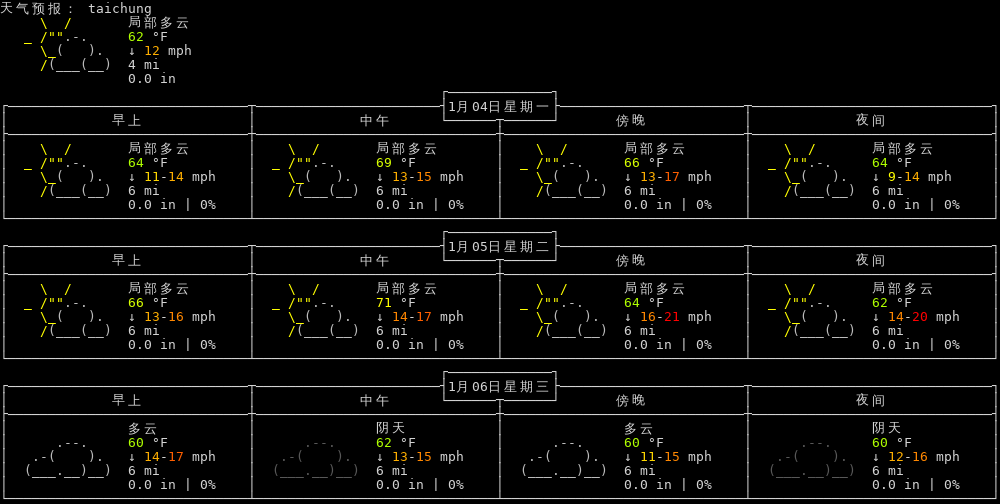 天气预报： taichung
局部多云
62 °F
↓ 12 mph
4 mi
0.0 in
1月04日星期一
早上 中午 傍晚 夜间
局部多云 局部多云 局部多云 局部多云
64 °F 69 °F 66 °F 64 °F
↓ 11-14 mph ↓ 13-15 mph ↓ 13-17 mph ↓ 9-14 mph
6 mi 6 mi 6 mi 6 mi
0.0 in | 0% 0.0 in | 0% 0.0 in | 0% 0.0 in | 0%
1月05日星期二
早上 中午 傍晚 夜间
局部多云 局部多云 局部多云 局部多云
66 °F 71 °F 64 °F 62 °F
↓ 13-16 mph ↓ 14-17 mph ↓ 16-21 mph ↓ 14-20 mph
6 mi 6 mi 6 mi 6 mi
0.0 in | 0% 0.0 in | 0% 0.0 in | 0% 0.0 in | 0%
1月06日星期三
早上 中午 傍晚 夜间
多云 阴天 多云 阴天
60 °F 62 °F 60 °F 60 °F
↓ 14-17 mph ↓ 13-15 mph ↓ 11-15 mph ↓ 12-16 mph
6 mi 6 mi 6 mi 6 mi
0.0 in | 0% 0.0 in | 0% 0.0 in | 0% 0.0 in | 0%